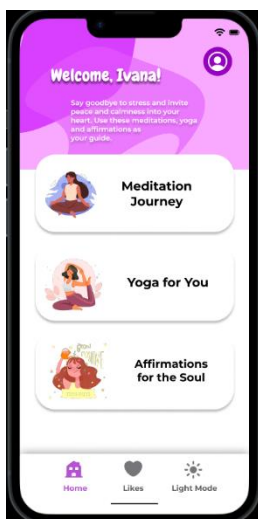 Welcome, Ivana!
Say goodbye to stress and invite
peace and calmness into your
heart. Use these meditations, yoga
and affirmations as
your guide.
Meditation
Journey
Yoga for You
Affirmations
for the Soul
Home
Likes
Light Mode